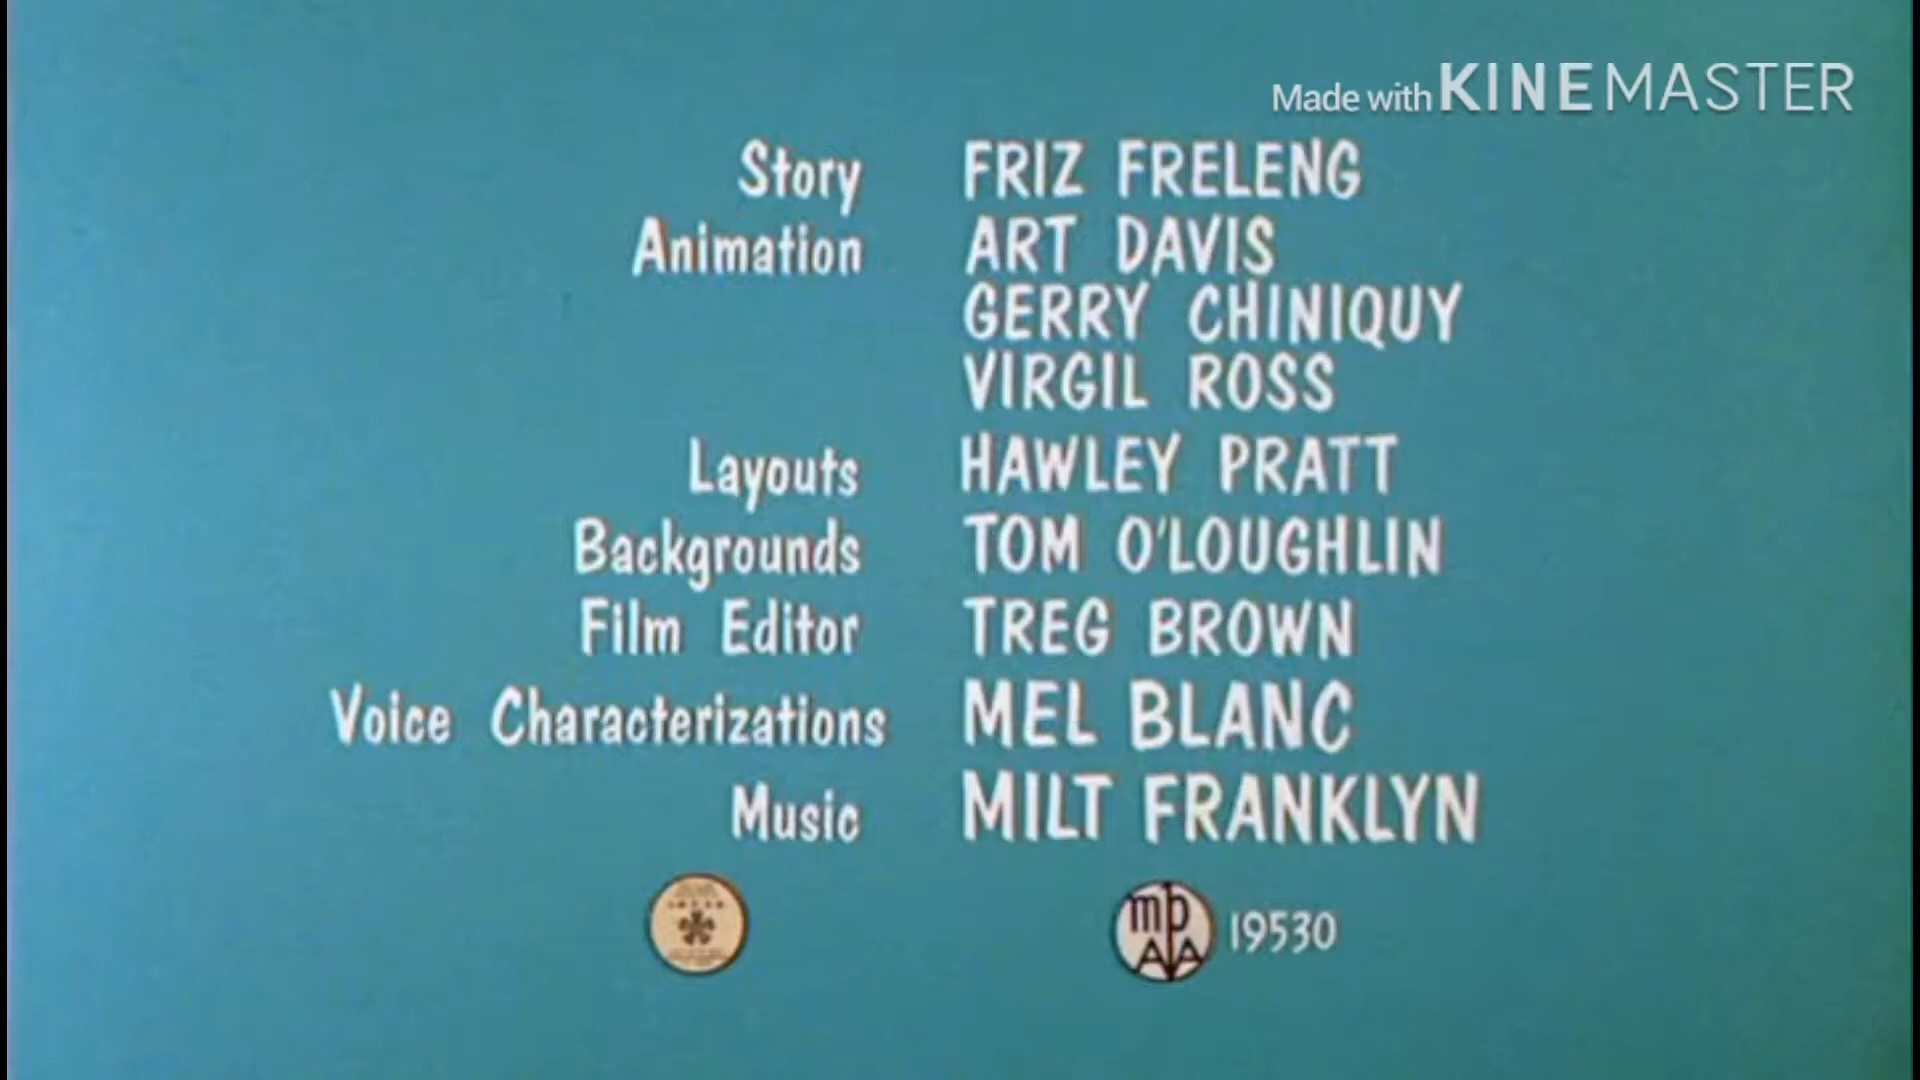 Made with KINEMASTER
Story FRIZ FRELENG
Animation ART DAVIS
GERRY CHINIQUY
VIRGIL ROSS
Layouts HAWLEY PRATT
Backgrounds TOM O'LOUGHLIN
Film Editor TREG BROWN
Voice Characterizations MEL BLANC
Music MILT FRANKLYN
mpAA 19530